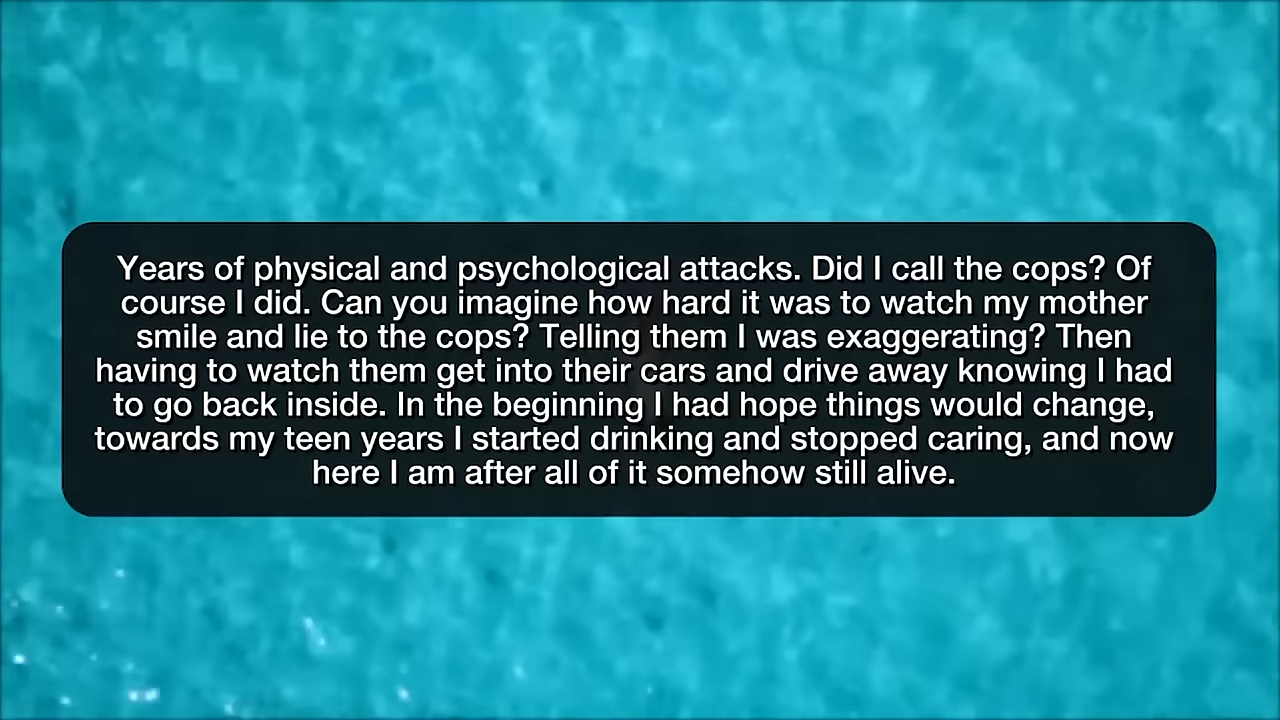 Years of physical and psychological attacks. Did I call the cops? Of
course I did. Can you imagine how hard it was to watch my mother
smile and lie to the cops? Telling them I was exaggerating? Then
having to watch them get into their cars and drive away knowing I had
to go back inside. In the beginning I had hope things would change,
towards my teen years I started drinking and stopped caring, and now
here I am after all of it somehow still alive.